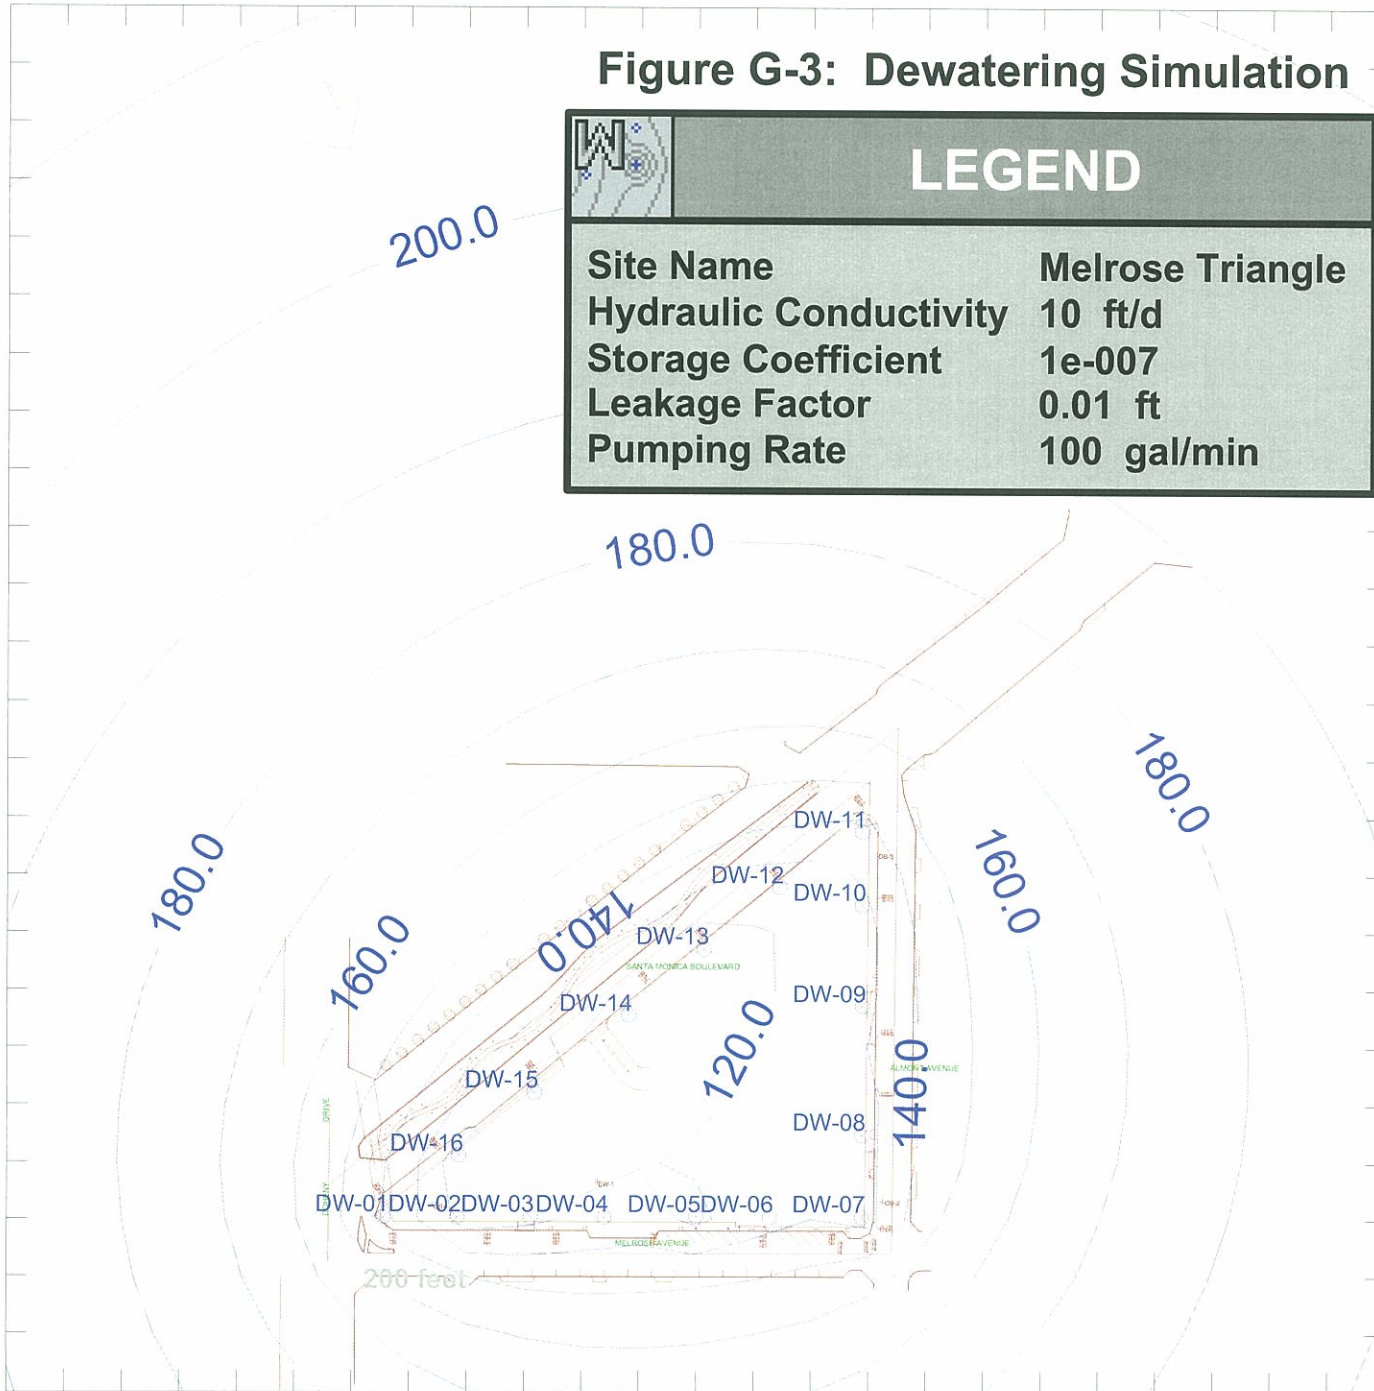 Figure G-3: Dewatering Simulation
W
LEGEND
Site Name Melrose Triangle
Hydraulic Conductivity 10 ft/d
Storage Coefficient 1e-007
Leakage Factor 0.01 ft
Pumping Rate 100 gal/min
200.0
180.0
180.0
180.0
160.0
160.0
140.0
140.0
120.0
DW-11
DW-12
DW-10
DW-13
SANTA MONICA BOULEVARD
DW-09
DW-14
ALMONT AVENUE
DW-15
DW-08
DRIVE
DW-16
DW-01 DW-02 DW-03 DW-04 DW-05 DW-06 DW-07
MELROSE AVENUE
200 feet